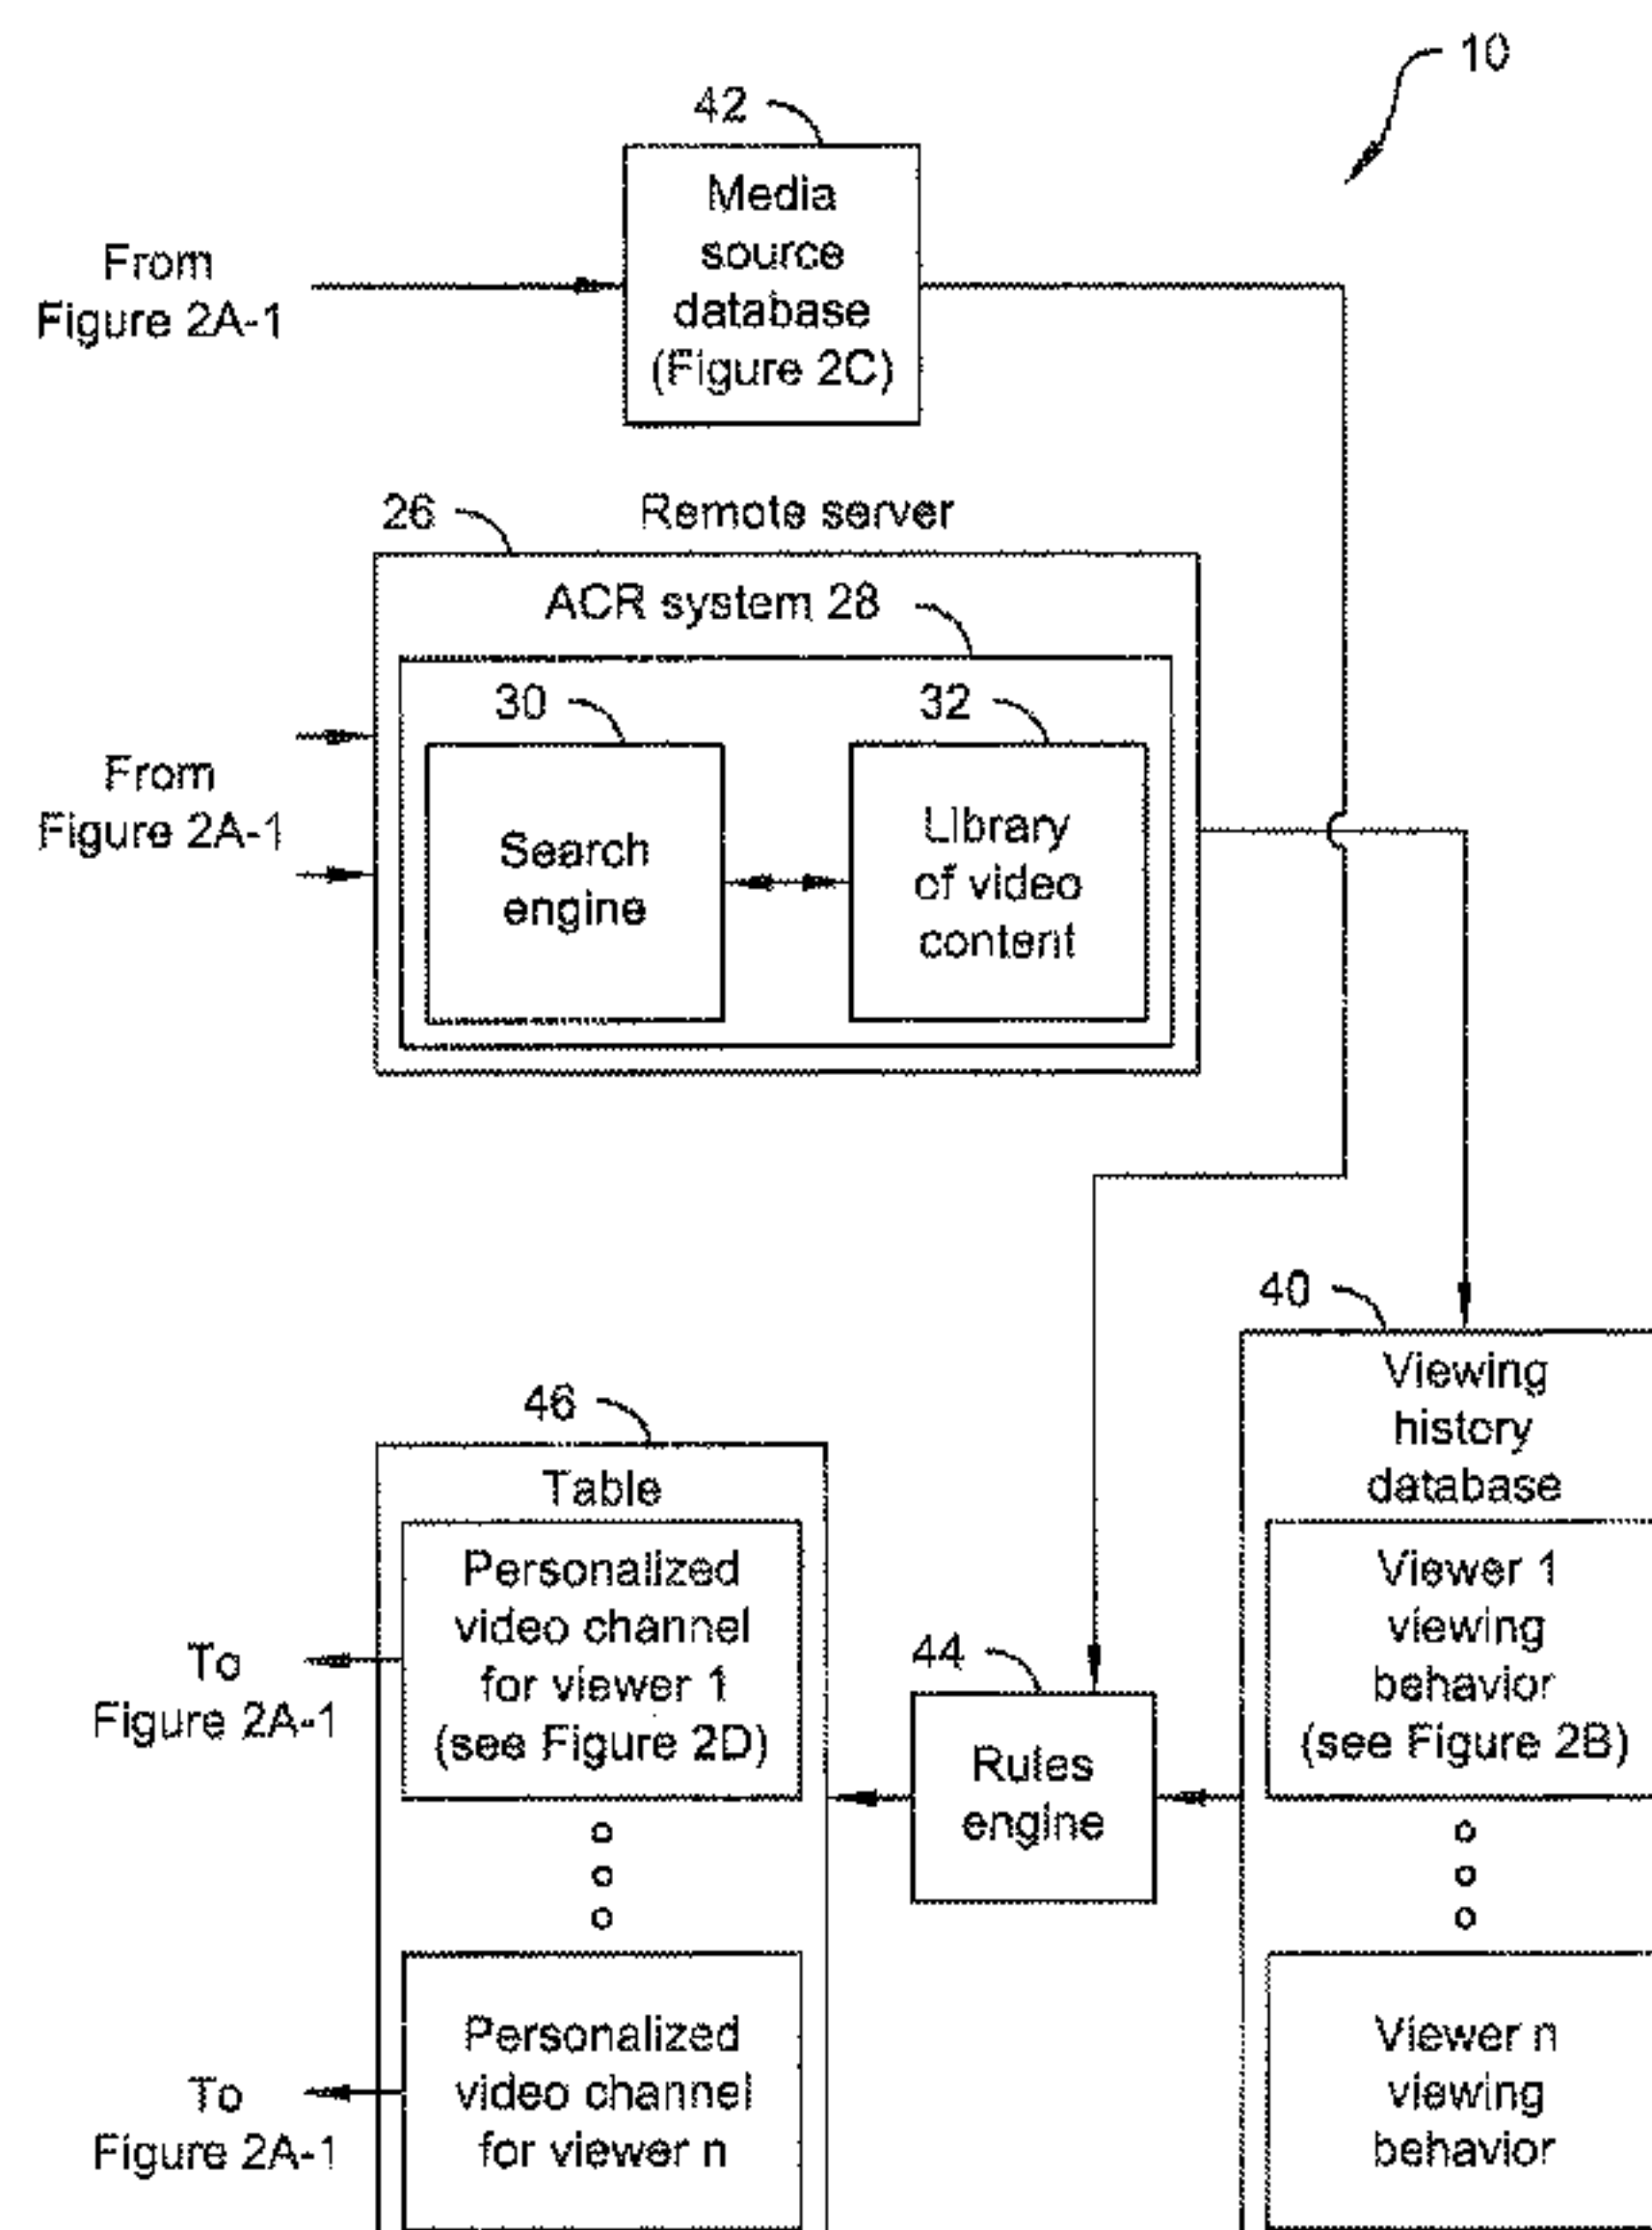 10
42
Media
source
database
(Figure 2C)
From
Figure 2A-1
26
Remote server
ACR system 28
30
32
From
Figure 2A-1
Search
engine
Library
of video
content
40
Viewing
history
database
46
Table
Personalized
video channel
for viewer 1
(see Figure 2D)
Viewer 1
viewing
behavior
(see Figure 2B)
To
Figure 2A-1
44
Rules
engine
To
Figure 2A-1
Personalized
video channel
for viewer n
Viewer n
viewing
behavior